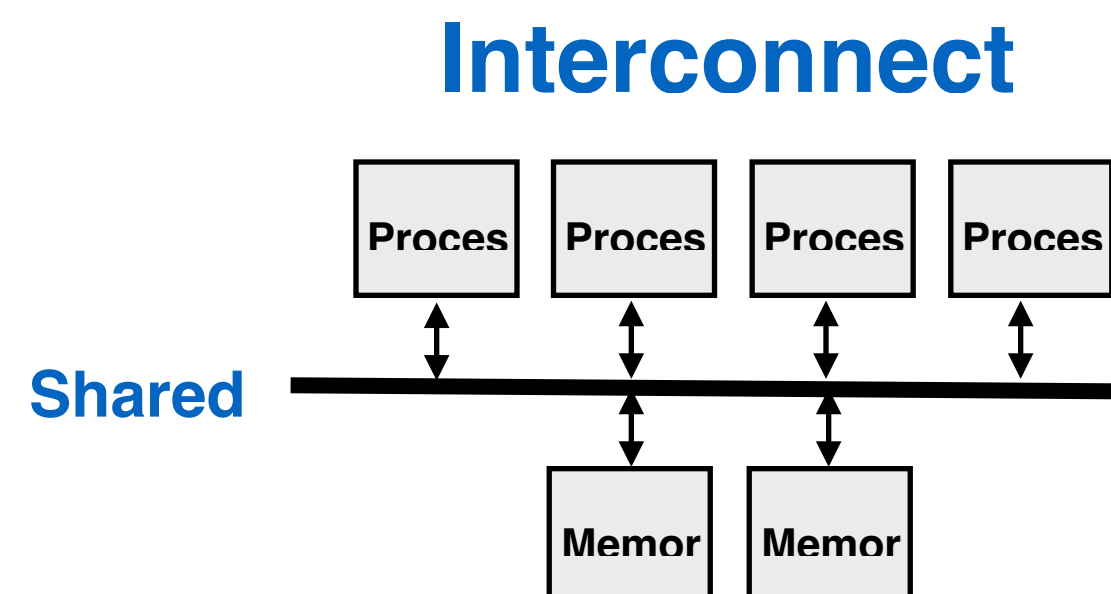 Interconnect
Proces Proces Proces Proces
Shared
Memor Memor